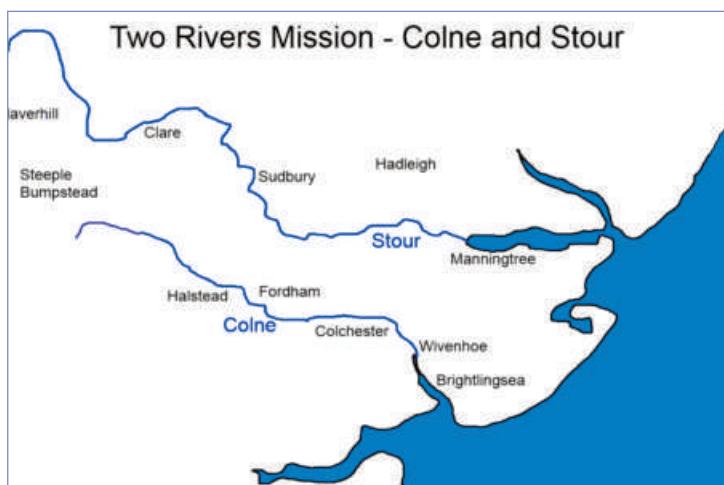 Two Rivers Mission - Colne and Stour
averhill
Clare
Steeple
Bumpstead
Sudbury
Hadleigh
Stour
Manningtree
Halstead
Fordham
Colne
Colchester
Wivenhoe
Brightlingsea